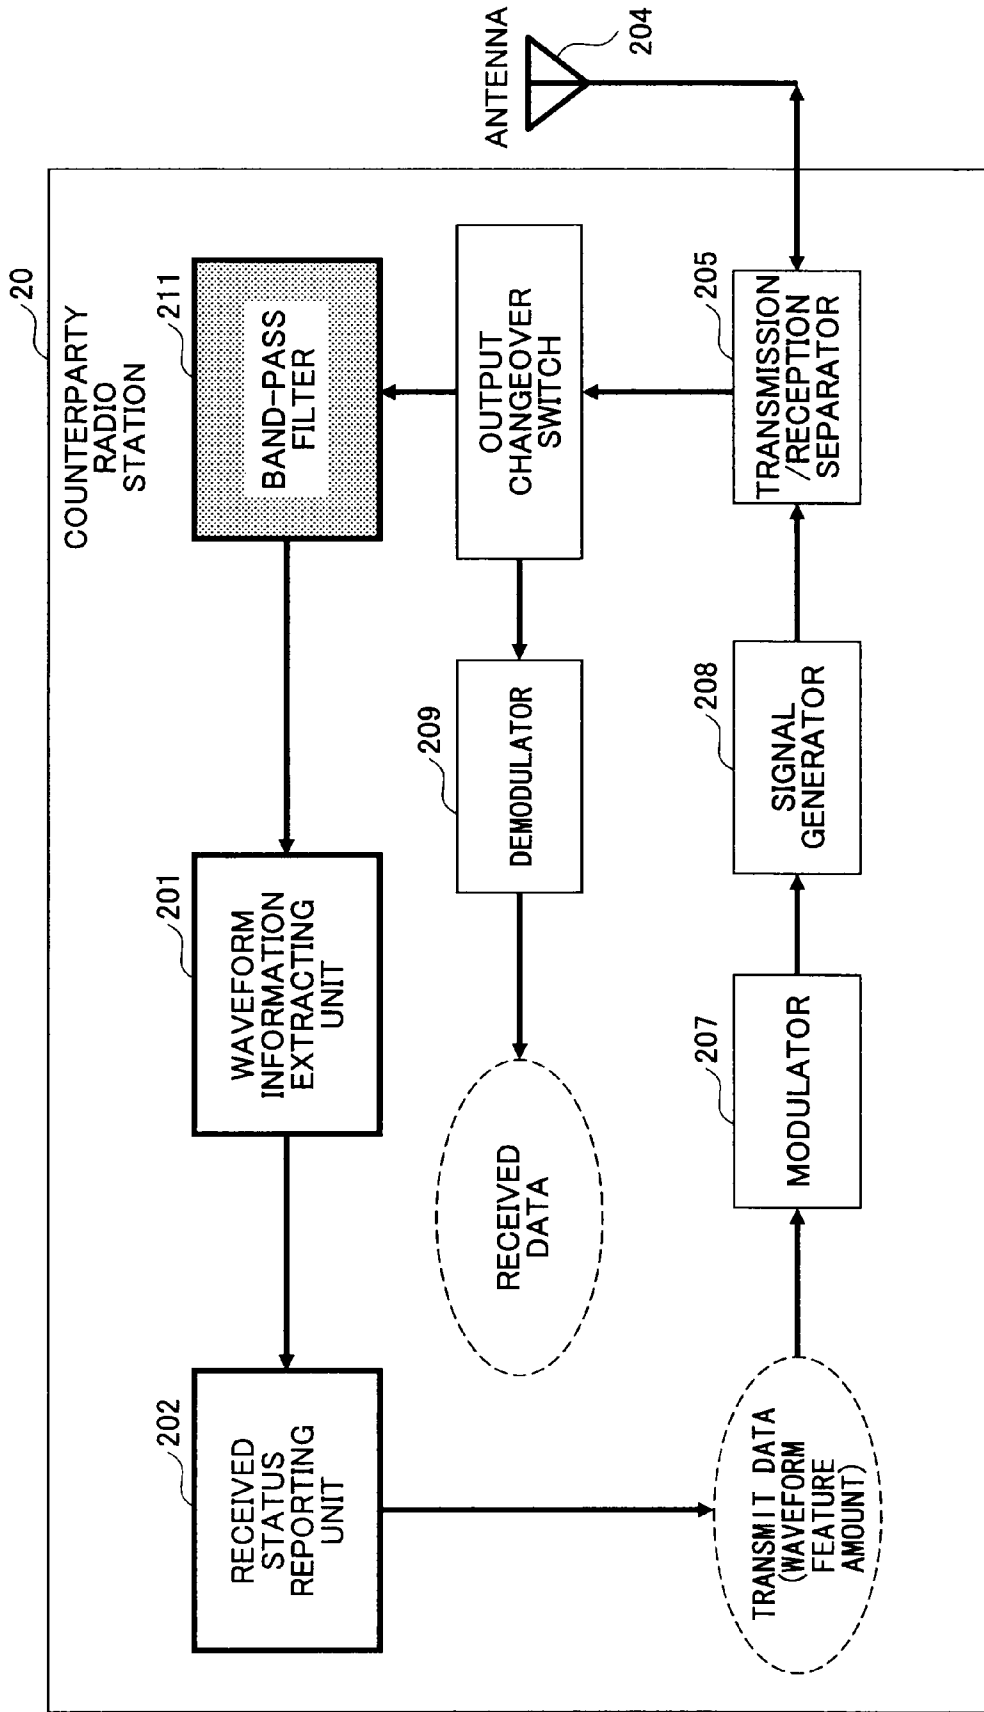 20
COUNTERPARTY
RADIO
STATION
202
RECEIVED
STATUS
REPORTING
UNIT
201
WAVEFORM
INFORMATION
EXTRACTING
UNIT
211
BAND-PASS
FILTER
RECEIVED
DATA
209
DEMODULATOR
OUTPUT
CHANGEOVER
SWITCH
ANTENNA
204
TRANSMIT DATA
(WAVEFORM
FEATURE
AMOUNT)
207
MODULATOR
208
SIGNAL
GENERATOR
205
TRANSMISSION
/RECEPTION
SEPARATOR